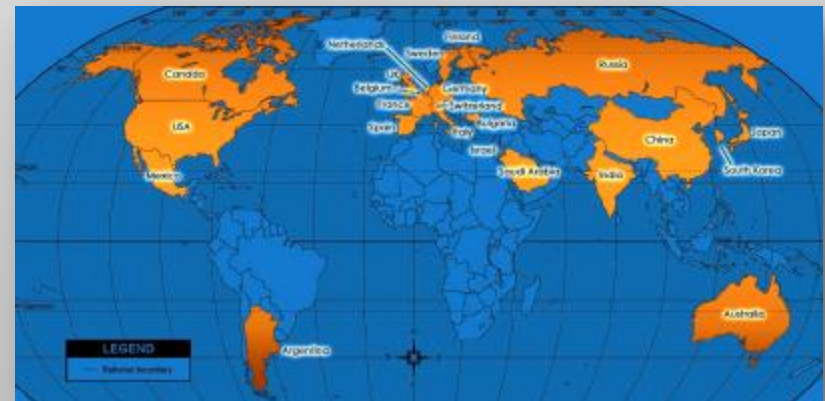 Finland
Netherlands
Sweden
Canada
UK
Russia
Belgium
Germany
France
Switzerland
USA
Spain
Bulgaria
Italy
Japan
China
Israel
Mexico
Saudi Arabia
India
South Korea
Australia
Argentina
LEGEND
National boundary